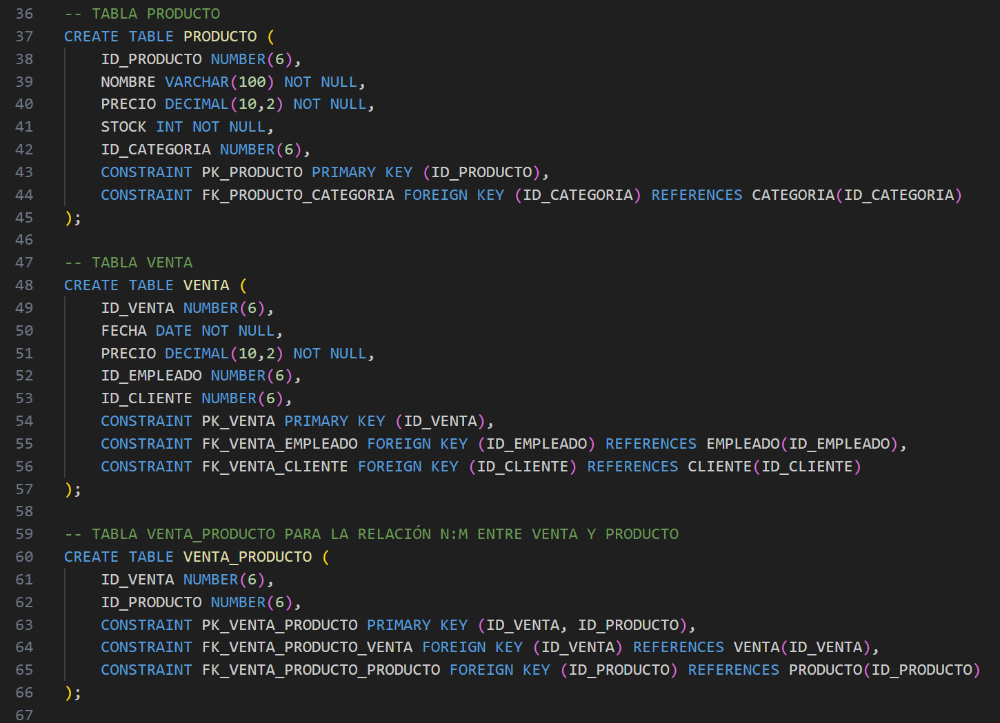 36 -- TABLA PRODUCTO
37 CREATE TABLE PRODUCTO (
38     ID_PRODUCTO NUMBER(6),
39     NOMBRE VARCHAR(100) NOT NULL,
40     PRECIO DECIMAL(10,2) NOT NULL,
41     STOCK INT NOT NULL,
42     ID_CATEGORIA NUMBER(6),
43     CONSTRAINT PK_PRODUCTO PRIMARY KEY (ID_PRODUCTO),
44     CONSTRAINT FK_PRODUCTO_CATEGORIA FOREIGN KEY (ID_CATEGORIA) REFERENCES CATEGORIA(ID_CATEGORIA)
45 );
46
47 -- TABLA VENTA
48 CREATE TABLE VENTA (
49     ID_VENTA NUMBER(6),
50     FECHA DATE NOT NULL,
51     PRECIO DECIMAL(10,2) NOT NULL,
52     ID_EMPLEADO NUMBER(6),
53     ID_CLIENTE NUMBER(6),
54     CONSTRAINT PK_VENTA PRIMARY KEY (ID_VENTA),
55     CONSTRAINT FK_VENTA_EMPLEADO FOREIGN KEY (ID_EMPLEADO) REFERENCES EMPLEADO(ID_EMPLEADO),
56     CONSTRAINT FK_VENTA_CLIENTE FOREIGN KEY (ID_CLIENTE) REFERENCES CLIENTE(ID_CLIENTE)
57 );
58
59 -- TABLA VENTA_PRODUCTO PARA LA RELACIÓN N:M ENTRE VENTA Y PRODUCTO
60 CREATE TABLE VENTA_PRODUCTO (
61     ID_VENTA NUMBER(6),
62     ID_PRODUCTO NUMBER(6),
63     CONSTRAINT PK_VENTA_PRODUCTO PRIMARY KEY (ID_VENTA, ID_PRODUCTO),
64     CONSTRAINT FK_VENTA_PRODUCTO_VENTA FOREIGN KEY (ID_VENTA) REFERENCES VENTA(ID_VENTA),
65     CONSTRAINT FK_VENTA_PRODUCTO_PRODUCTO FOREIGN KEY (ID_PRODUCTO) REFERENCES PRODUCTO(ID_PRODUCTO)
66 );
67